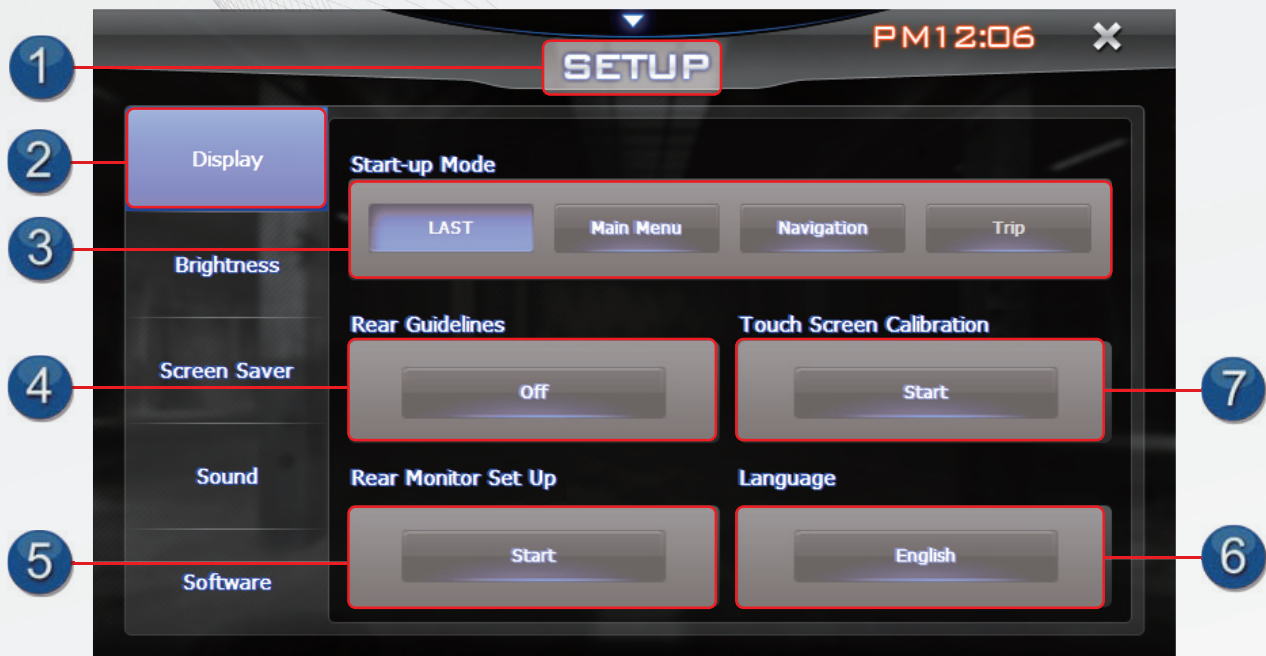 PM12:06
1
SETUP
2
Display
Start-up Mode
3
LAST Main Menu Navigation Trip
Brightness
Rear Guidelines Touch Screen Calibration
4
Screen Saver
Off Start
7
Sound
Rear Monitor Set Up Language
5
Start English
6
Software